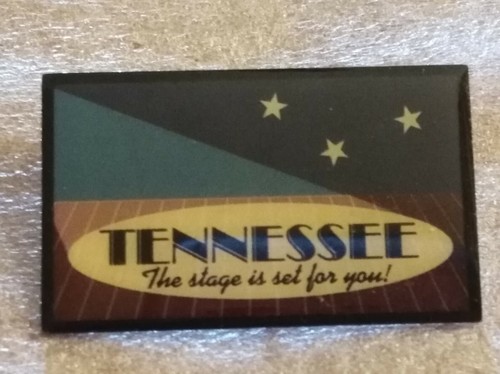 TENNESSEE
The stage is set for you!